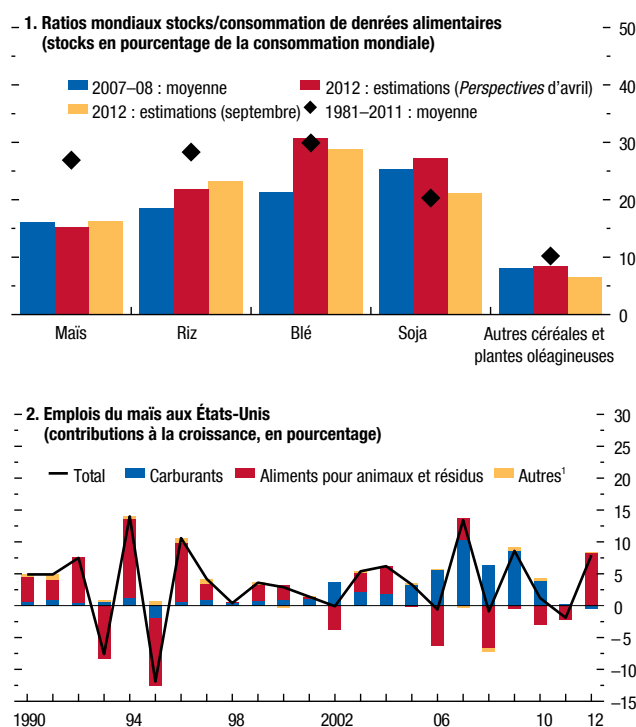 1. Ratios mondiaux stocks/consommation de denrées alimentaires
(stocks en pourcentage de la consommation mondiale)
2007–08 : moyenne
2012 : estimations (Perspectives d'avril)
2012 : estimations (septembre)
1981–2011 : moyenne
50
40
30
20
10
0
Maïs
Riz
Blé
Soja
Autres céréales et
plantes oléagineuses
2. Emplois du maïs aux États-Unis
(contributions à la croissance, en pourcentage)
Total
Carburants
Aliments pour animaux et résidus
Autres¹
30
25
20
15
10
5
0
–5
–10
–15
1990
94
98
2002
06
10
12